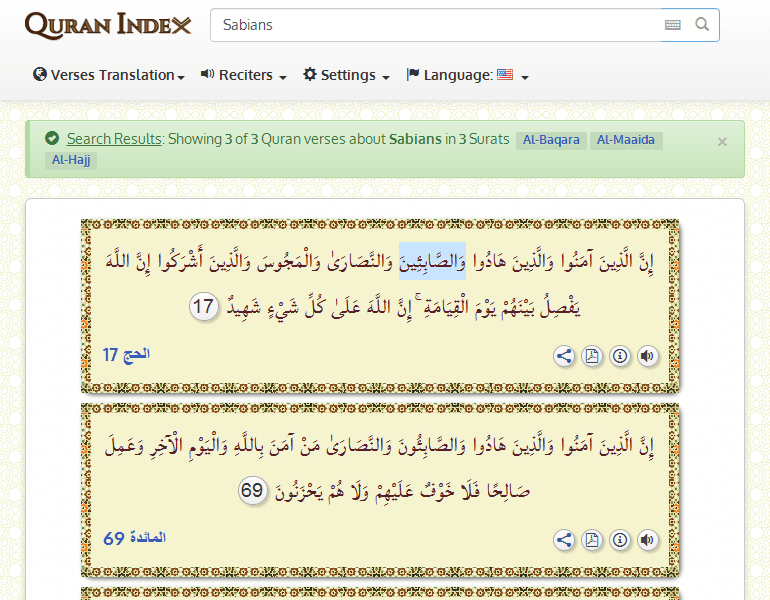 QURAN INDEX
Sabians
Verses Translation
Reciters
Settings
Language:
Search Results: Showing 3 of 3 Quran verses about Sabians in 3 Surats Al-Baqara Al-Maaida
Al-Hajj
×
إِنَّ الَّذِينَ آمَنُوا وَالَّذِينَ هَادُوا وَالصَّابِئِينَ وَالنَّصَارَىٰ وَالْمَجُوسَ وَالَّذِينَ أَشْرَكُوا إِنَّ اللَّهَ
يَفْصِلُ بَيْنَهُمْ يَوْمَ الْقِيَامَةِ ۚ إِنَّ اللَّهَ عَلَىٰ كُلِّ شَيْءٍ شَهِيدٌ 17
الحج 17
إِنَّ الَّذِينَ آمَنُوا وَالَّذِينَ هَادُوا وَالصَّابِئُونَ وَالنَّصَارَىٰ مَنْ آمَنَ بِاللَّهِ وَالْيَوْمِ الْآخِرِ وَعَمِلَ
صَالِحًا فَلَا خَوْفٌ عَلَيْهِمْ وَلَا هُمْ يَحْزَنُونَ 69
المائدة 69